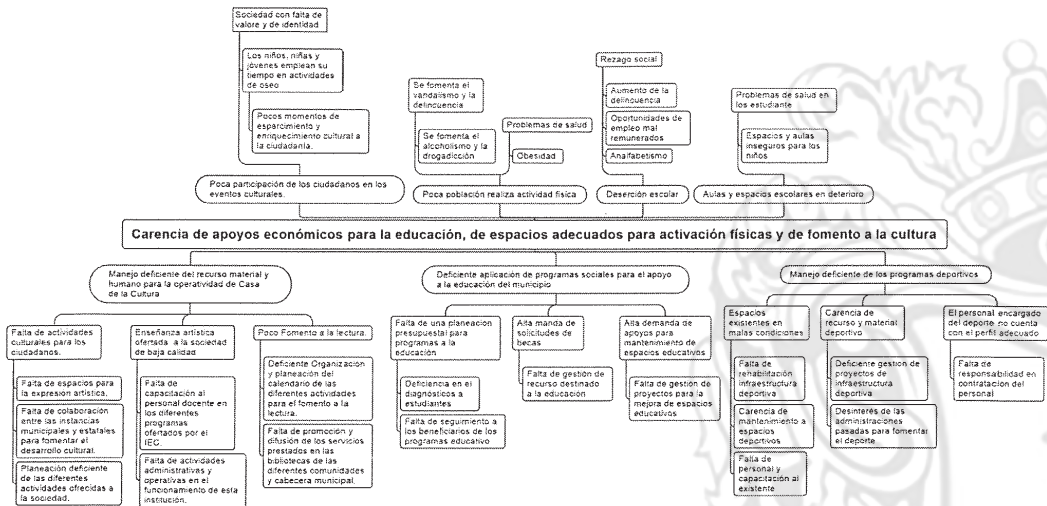 Sociedad con falta de
valore y de identidad
Los niños, niñas y
jóvenes emplean su
tiempo en actividades
de oseo
Pocos momentos de
esparcimiento y
enriquecimiento cultural a
la ciudadanía.
Poca participación de los ciudadanos en los
eventos culturales.
Se fomenta el
vandalismo y la
delincuencia
Se fomenta el
alcoholismo y la
drogadicción
Problemas de salud
Obesidad
Poca población realiza actividad física
Rezago social
Aumento de la
delincuencia
Oportunidades de
empleo mal
remunerados
Analfabetismo
Deserción escolar
Problemas de salud en
los estudiante
Espacios y aulas
inseguros para los
niños
Aulas y espacios escolares en deterioro
Carencia de apoyos económicos para la educación, de espacios adecuados para activación físicas y de fomento a la cultura
Manejo deficiente del recurso material y
humano para la operatividad de Casa
de la Cultura
Falta de actividades
culturales para los
ciudadanos.
Falta de espacios para
la expresion artística.
Falta de colaboración
entre las instancias
municipales y estatales
para fomentar el
desarrollo cultural.
Planeación deficiente
de las diferentes
actividades ofrecidas a
la sociedad.
Enseñanza artística
ofertada a la sociedad
de baja calidad
Falta de
capacitación al
personal docente en
los diferentes
programas
ofertados por el
IEC.
Falta de actividades
administrativas y
operativas en el
funcionamiento de esta
institución.
Poco Fomento a la lectura.
Deficiente Organizacion
y planeación del
calendario de las
diferentes actividades
para el fomento a la
lectura.
Falta de promoción y
difusión de los servicios
prestados en las
bibliotecas de las
diferentes comunidades
y cabecera municipal.
Deficiente aplicación de programas sociales para el apoyo
a la educación del municipio
Falta de una planeacion
presupuestal para
programas a la
educación
Deficiencia en el
diagnósticos a
estudiantes
Falta de seguimiento a
los beneficiarios de los
programas educativo
Alta manda de
solicitudes de
becas
Falta de gestión de
recurso destinado
a la educación
Alta demanda de
apoyos para
mantenimiento de
espacios educativos
Falta de gestión de
proyectos para la
mejora de espacios
educativos
Manejo deficiente de los programas deportivos
Espacios
existentes en
malas condiciones
Falta de
rehabilitación
infraestructura
deportiva
Carencia de
mantenimiento a
espacios
deportivos
Falta de
personal y
capacitación al
existente
Carencia de
recurso y material
deportivo
Deficiente gestion de
proyectos de
infraestructura
deportiva
Desinterés de las
administraciones
pasadas para fomentar
el deporte
El personal encargado
del deporte no cuenta
con el perfil adecuado
Falta de
responsabilidad en
contratación del
personal